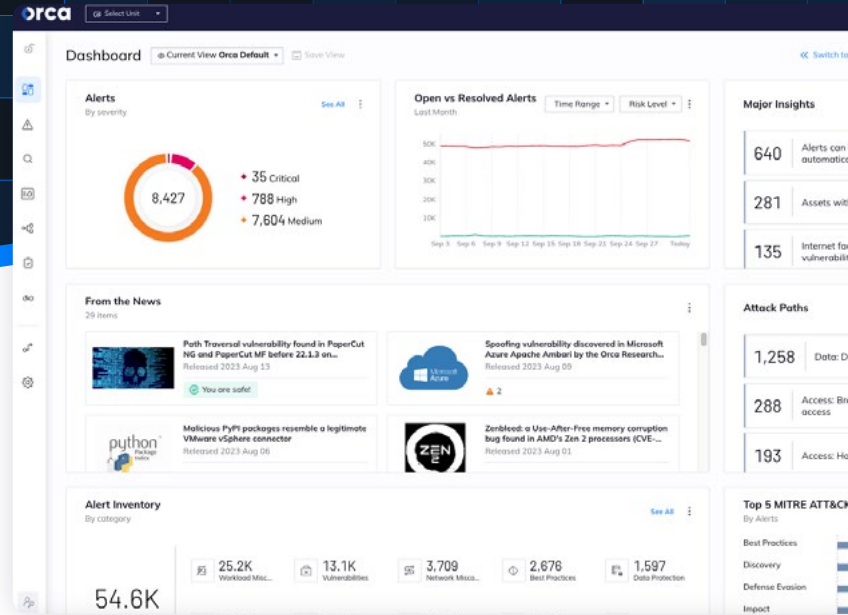 orca
Select Unit
Dashboard
Current View Orca Default
Save View
Switch to
Alerts
By severity
See All
8,427
35 Critical
788 High
7,604 Medium
Open vs Resolved Alerts
Last Month
Time Range
Risk Level
50K
40K
30K
20K
10K
Sep 3 Sep 6 Sep 9 Sep 12 Sep 15 Sep 18 Sep 21 Sep 24 Sep 27 Today
Major Insights
640
Alerts can
281
Assets wit
135
Internet fa
From the News
29 items
Path Traversal vulnerability found in PaperCut
NG and PaperCut MF before 22.1.3 on...
Released 2023 Aug 13
You are safe!
Microsoft
Azure
Spoofing vulnerability discovered in Microsoft
Azure Apache Ambari by the Orca Research...
Released 2023 Aug 09
2
python
Package
Index
Malicious PyPI packages resemble a legitimate
VMware vSphere connector
Released 2023 Aug 06
ZEN
2
Zenbleed: a Use-After-Free memory corruption
bug found in AMD's Zen 2 processors (CVE-...
Released 2023 Aug 01
Attack Paths
1,258
Data: D
288
Access: Br
access
193
Access: Ho
Alert Inventory
By category
See All
54.6K
25.2K
Workload Misc...
13.1K
Vulnerabilities
3,709
Network Misco...
2,676
Best Practices
1,597
Data Protection
Top 5 MITRE ATT&CK
By Alerts
Best Practices
Discovery
Defense Evasion
Impact